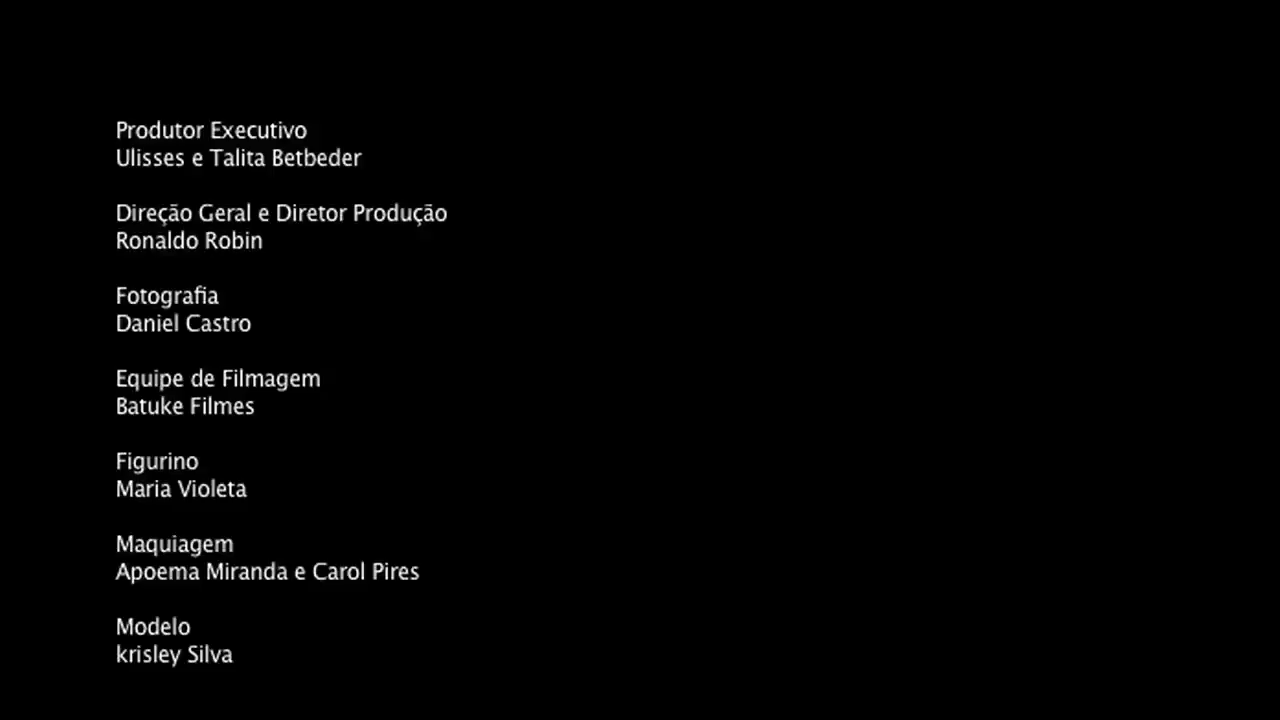 Produtor Executivo
Ulisses e Talita Betbeder
Direção Geral e Diretor Produção
Ronaldo Robin
Fotografia
Daniel Castro
Equipe de Filmagem
Batuke Filmes
Figurino
Maria Violeta
Maquiagem
Apoema Miranda e Carol Pires
Modelo
krisley Silva